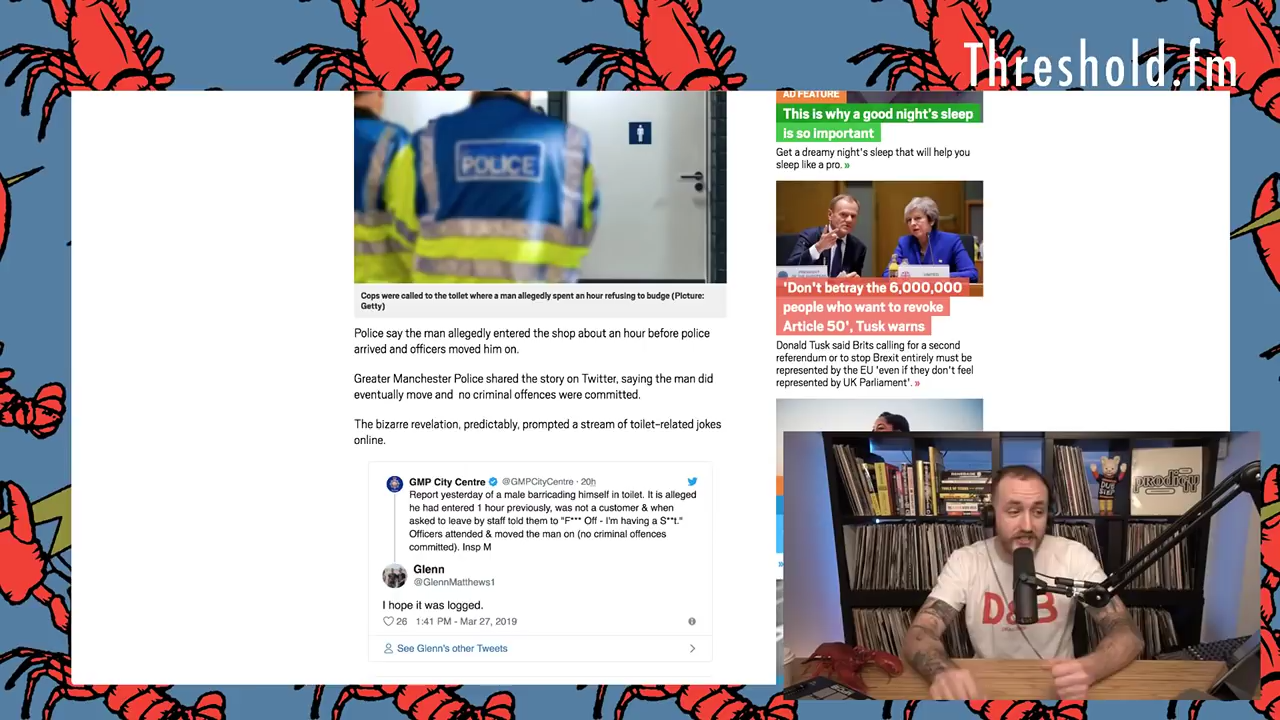 Threshold.fm
POLICE
Cops were called to the toilet where a man allegedly spent an hour refusing to budge (Picture:
Getty)
Police say the man allegedly entered the shop about an hour before police
arrived and officers moved him on.
Greater Manchester Police shared the story on Twitter, saying the man did
eventually move and no criminal offences were committed.
The bizarre revelation, predictably, prompted a stream of toilet-related jokes
online.
GMP City Centre @GMPCityCentre · 20h
Report yesterday of a male barricading himself in toilet. It is alleged
he had entered 1 hour previously, was not a customer & when
asked to leave by staff told them to "F*** Off - I'm having a S**t."
Officers attended & moved the man on (no criminal offences
committed). Insp M
Glenn
@GlennMatthews1
I hope it was logged.
26 1:41 PM - Mar 27, 2019
See Glenn's other Tweets
AD FEATURE
This is why a good night's sleep
is so important
Get a dreamy night's sleep that will help you
sleep like a pro. »
'Don't betray the 6,000,000
people who want to revoke
Article 50', Tusk warns
Donald Tusk said Brits calling for a second
referendum or to stop Brexit entirely must be
represented by the EU 'even if they don't feel
represented by UK Parliament'. »
prodigy
D&B